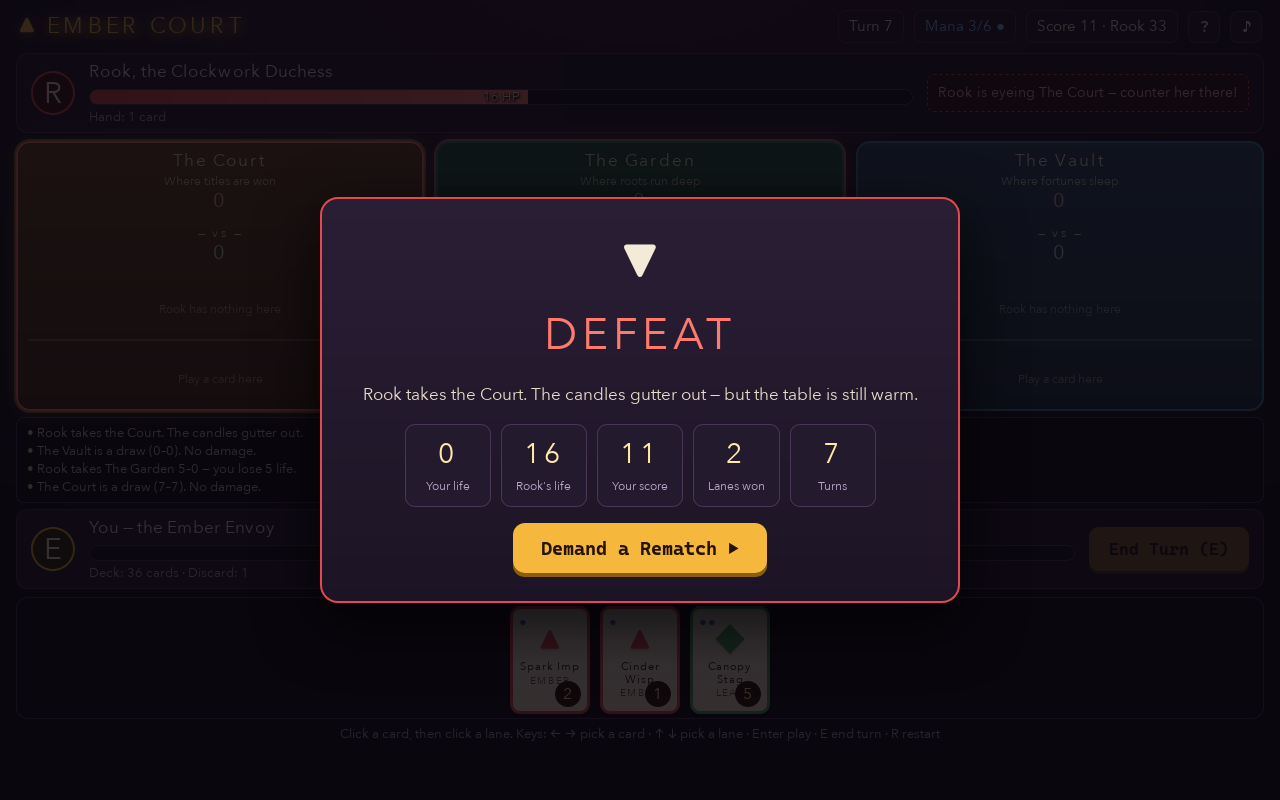 ▲ EMBER COURT
Turn 7
Mana 3/6 ●
Score 11 · Rook 33
?
♪
R
Rook, the Clockwork Duchess
16 HP
Hand: 1 card
Rook is eyeing The Court — counter her there!
The Court
Where titles are won
0
— vs —
0
Rook has nothing here
Play a card here
The Garden
Where roots run deep
The Vault
Where fortunes sleep
0
— vs —
0
Rook has nothing here
Play a card here
▼
DEFEAT
Rook takes the Court. The candles gutter out — but the table is still warm.
0
Your life
16
Rook's life
11
Your score
2
Lanes won
7
Turns
Demand a Rematch ▶
• Rook takes the Court. The candles gutter out.
• The Vault is a draw (0–0). No damage.
• Rook takes The Garden 5–0 — you lose 5 life.
• The Court is a draw (7–7). No damage.
E
You — the Ember Envoy
Deck: 36 cards · Discard: 1
End Turn (E)
Spark Imp
EMBER
2
Cinder
Wisp
EMB
1
Canopy
Stag
LEA
5
Click a card, then click a lane. Keys: ← → pick a card · ↑ ↓ pick a lane · Enter play · E end turn · R restart